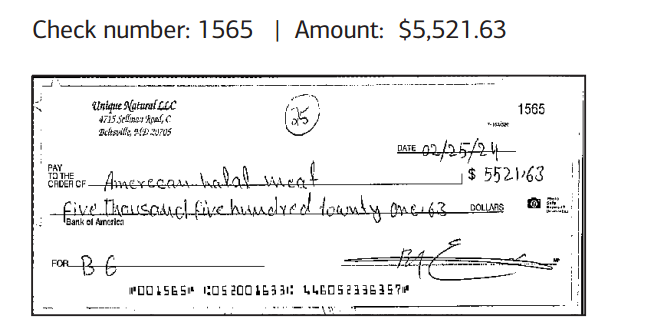 Check number: 1565 | Amount: $5,521.63
Unique Natural LLC
4715 Sellman Road, C
Beltsville, MD 20705
25
1565
DATE 02/25/24
PAY TO THE ORDER OF Amerecan halal meat $ 5521.63
Five thousand five hundred twenty one 63 DOLLARS
Bank of America
FOR B G
⑈001565⑈ ⑆052001633⑆ 446052336357⑈